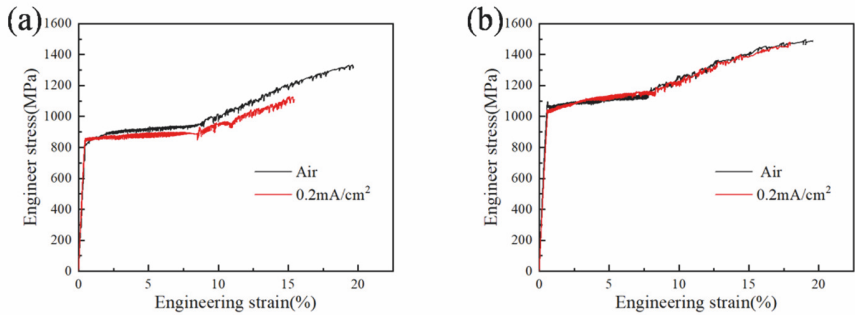 (a)
1600
1400
1200
1000
800
600
400
200
0
Engineer stress(MPa)
Air
0.2mA/cm²
0 5 10 15 20
Engineering strain(%)
(b)
1600
1400
1200
1000
800
600
400
200
0
Engineer stress(MPa)
Air
0.2mA/cm²
0 5 10 15 20
Engineering strain(%)